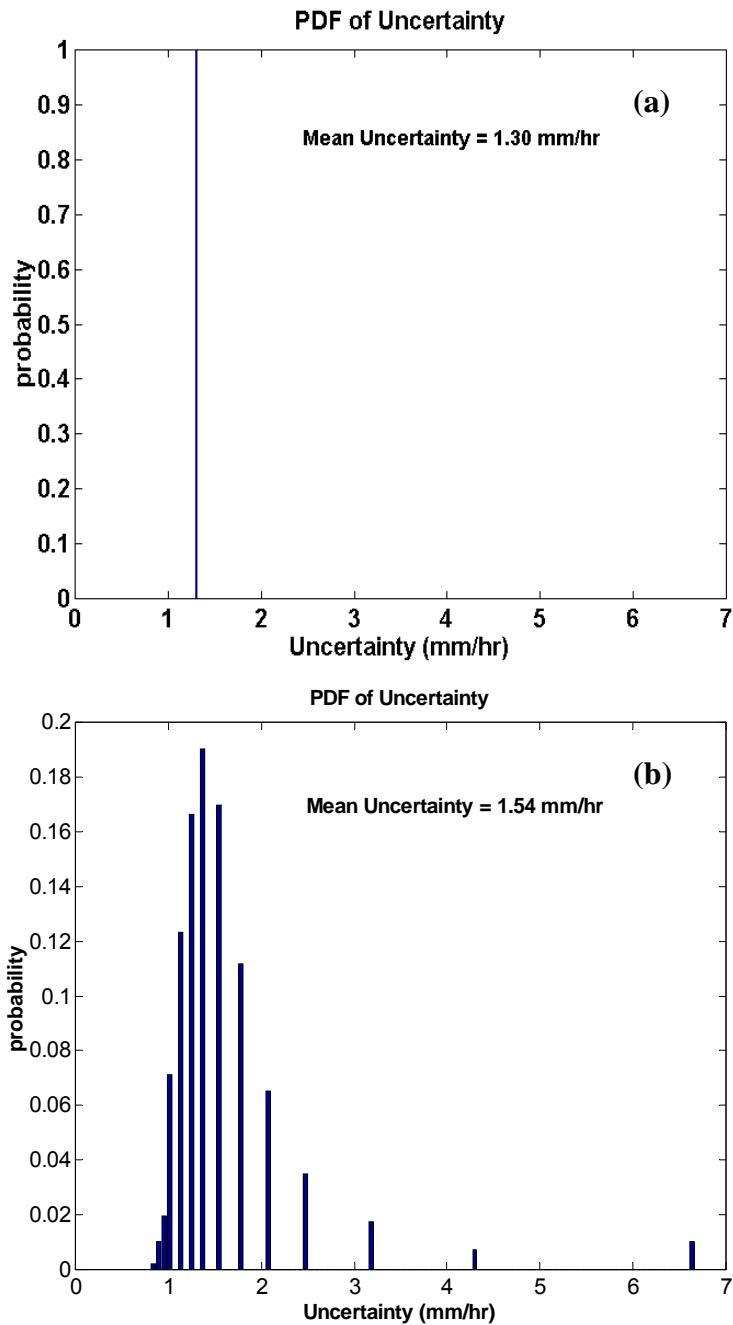 PDF of Uncertainty
(a)
Mean Uncertainty = 1.30 mm/hr
probability
1
0.9
0.8
0.7
0.6
0.5
0.4
0.3
0.2
0.1
0
0 1 2 3 4 5 6 7
Uncertainty (mm/hr)
PDF of Uncertainty
(b)
Mean Uncertainty = 1.54 mm/hr
probability
0.2
0.18
0.16
0.14
0.12
0.1
0.08
0.06
0.04
0.02
0
0 1 2 3 4 5 6 7
Uncertainty (mm/hr)